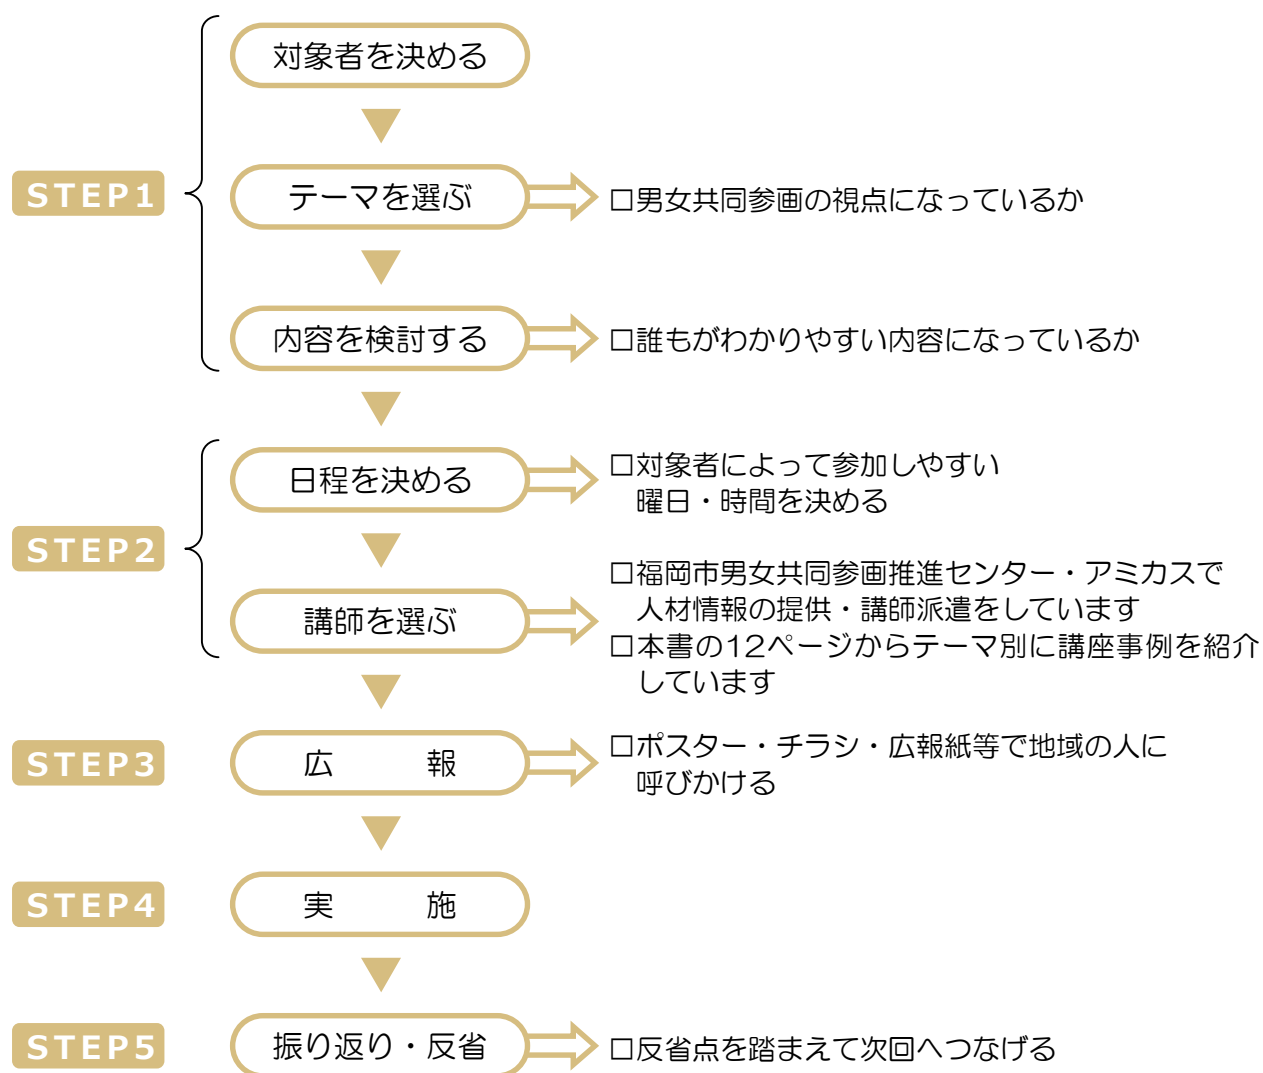 対象者を決める
STEP1
テーマを選ぶ
□男女共同参画の視点になっているか
内容を検討する
□誰もがわかりやすい内容になっているか
日程を決める
□対象者によって参加しやすい
曜日・時間を決める
STEP2
講師を選ぶ
□福岡市男女共同参画推進センター・アミカスで
人材情報の提供・講師派遣をしています
□本書の12ページからテーマ別に講座事例を紹介
しています
STEP3
広　　報
□ポスター・チラシ・広報紙等で地域の人に
呼びかける
STEP4
実　　施
STEP5
振り返り・反省
□反省点を踏まえて次回へつなげる